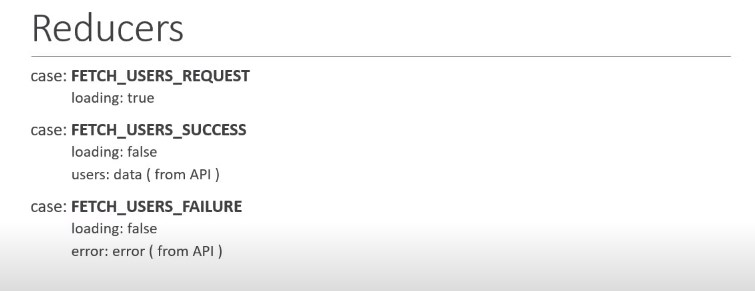 Reducers
case: FETCH_USERS_REQUEST
loading: true
case: FETCH_USERS_SUCCESS
loading: false
users: data ( from API )
case: FETCH_USERS_FAILURE
loading: false
error: error ( from API )